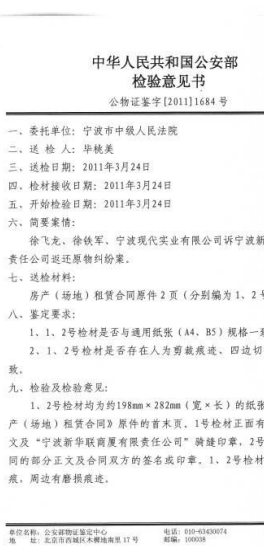 中华人民共和国公安部
检验意见书
公物证鉴字[2011]1684号
一、委托单位：宁波市中级人民法院
二、送 检 人：毕桃美
三、送检日期：2011年3月24日
四、检材接收日期：2011年3月24日
五、开始检验日期：2011年3月24日
六、简要案情：
徐飞龙、徐铁军、宁波现代实业有限公司诉宁波新
责任公司返还原物纠纷案。
七、送检材料：
房产（场地）租赁合同原件2页（分别编为1、2号
八、鉴定要求：
1、1、2号检材是否与通用纸张（A4、B5）规格一致
2、1、2号检材是否存在人为剪裁痕迹、四边切
致。
九、检验及检验意见：
1、2号检材均为约198mm×282mm（宽×长）的纸张
产（场地）租赁合同》原件的首末页，1号检材正面有
文及“宁波新华联商厦有限责任公司”骑缝印章，2号
同的部分正文及合同双方的签名或印章。1、2号检材
痕，周边有磨损痕迹。
单位名称：公安部物证鉴定中心 电话：010-63430074
地 址：北京市西城区木樨地南里17号 邮编：100038